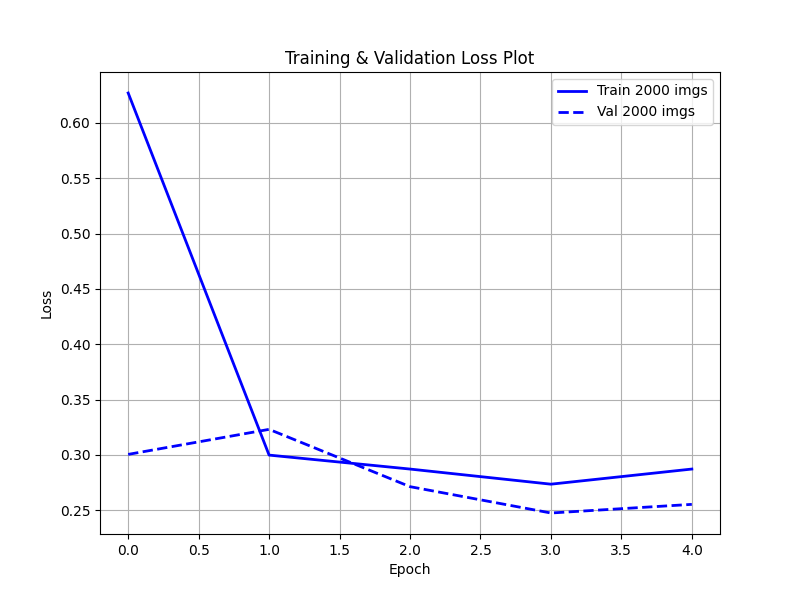 Training & Validation Loss Plot
Train 2000 imgs
Val 2000 imgs
0.60
0.55
0.50
0.45
0.40
0.35
0.30
0.25
Loss
0.0 0.5 1.0 1.5 2.0 2.5 3.0 3.5 4.0
Epoch